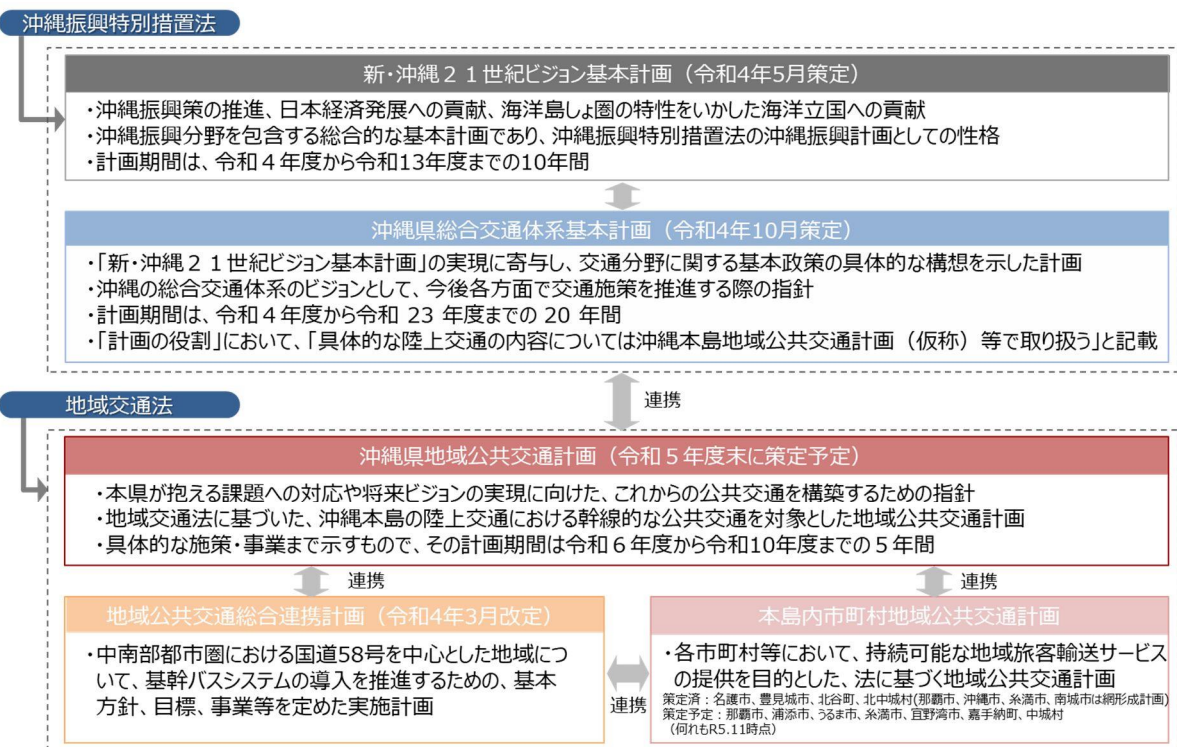 沖縄振興特別措置法
新・沖縄２１世紀ビジョン基本計画（令和4年5月策定）
・沖縄振興策の推進、日本経済発展への貢献、海洋島しょ圏の特性をいかした海洋立国への貢献
・沖縄振興分野を包含する総合的な基本計画であり、沖縄振興特別措置法の沖縄振興計画としての性格
・計画期間は、令和４年度から令和13年度までの10年間
沖縄県総合交通体系基本計画（令和4年10月策定）
・「新・沖縄２１世紀ビジョン基本計画」の実現に寄与し、交通分野に関する基本政策の具体的な構想を示した計画
・沖縄の総合交通体系のビジョンとして、今後各方面で交通施策を推進する際の指針
・計画期間は、令和４年度から令和 23 年度までの 20 年間
・「計画の役割」において、「具体的な陸上交通の内容については沖縄本島地域公共交通計画（仮称）等で取り扱う」と記載
連携
地域交通法
沖縄県地域公共交通計画（令和５年度末に策定予定）
・本県が抱える課題への対応や将来ビジョンの実現に向けた、これからの公共交通を構築するための指針
・地域交通法に基づいた、沖縄本島の陸上交通における幹線的な公共交通を対象とした地域公共交通計画
・具体的な施策・事業まで示すもので、その計画期間は令和６年度から令和10年度までの５年間
連携
連携
地域公共交通総合連携計画（令和4年3月改定）
・中南部都市圏における国道58号を中心とした地域につ
いて、基幹バスシステムの導入を推進するための、基本
方針、目標、事業等を定めた実施計画
連携
本島内市町村地域公共交通計画
・各市町村等において、持続可能な地域旅客輸送サービス
の提供を目的とした、法に基づく地域公共交通計画
策定済：名護市、豊見城市、北谷町、北中城村(那覇市、沖縄市、糸満市、南城市は網形成計画)
策定予定：那覇市、浦添市、うるま市、糸満市、宜野湾市、嘉手納町、中城村
（何れもR5.11時点）